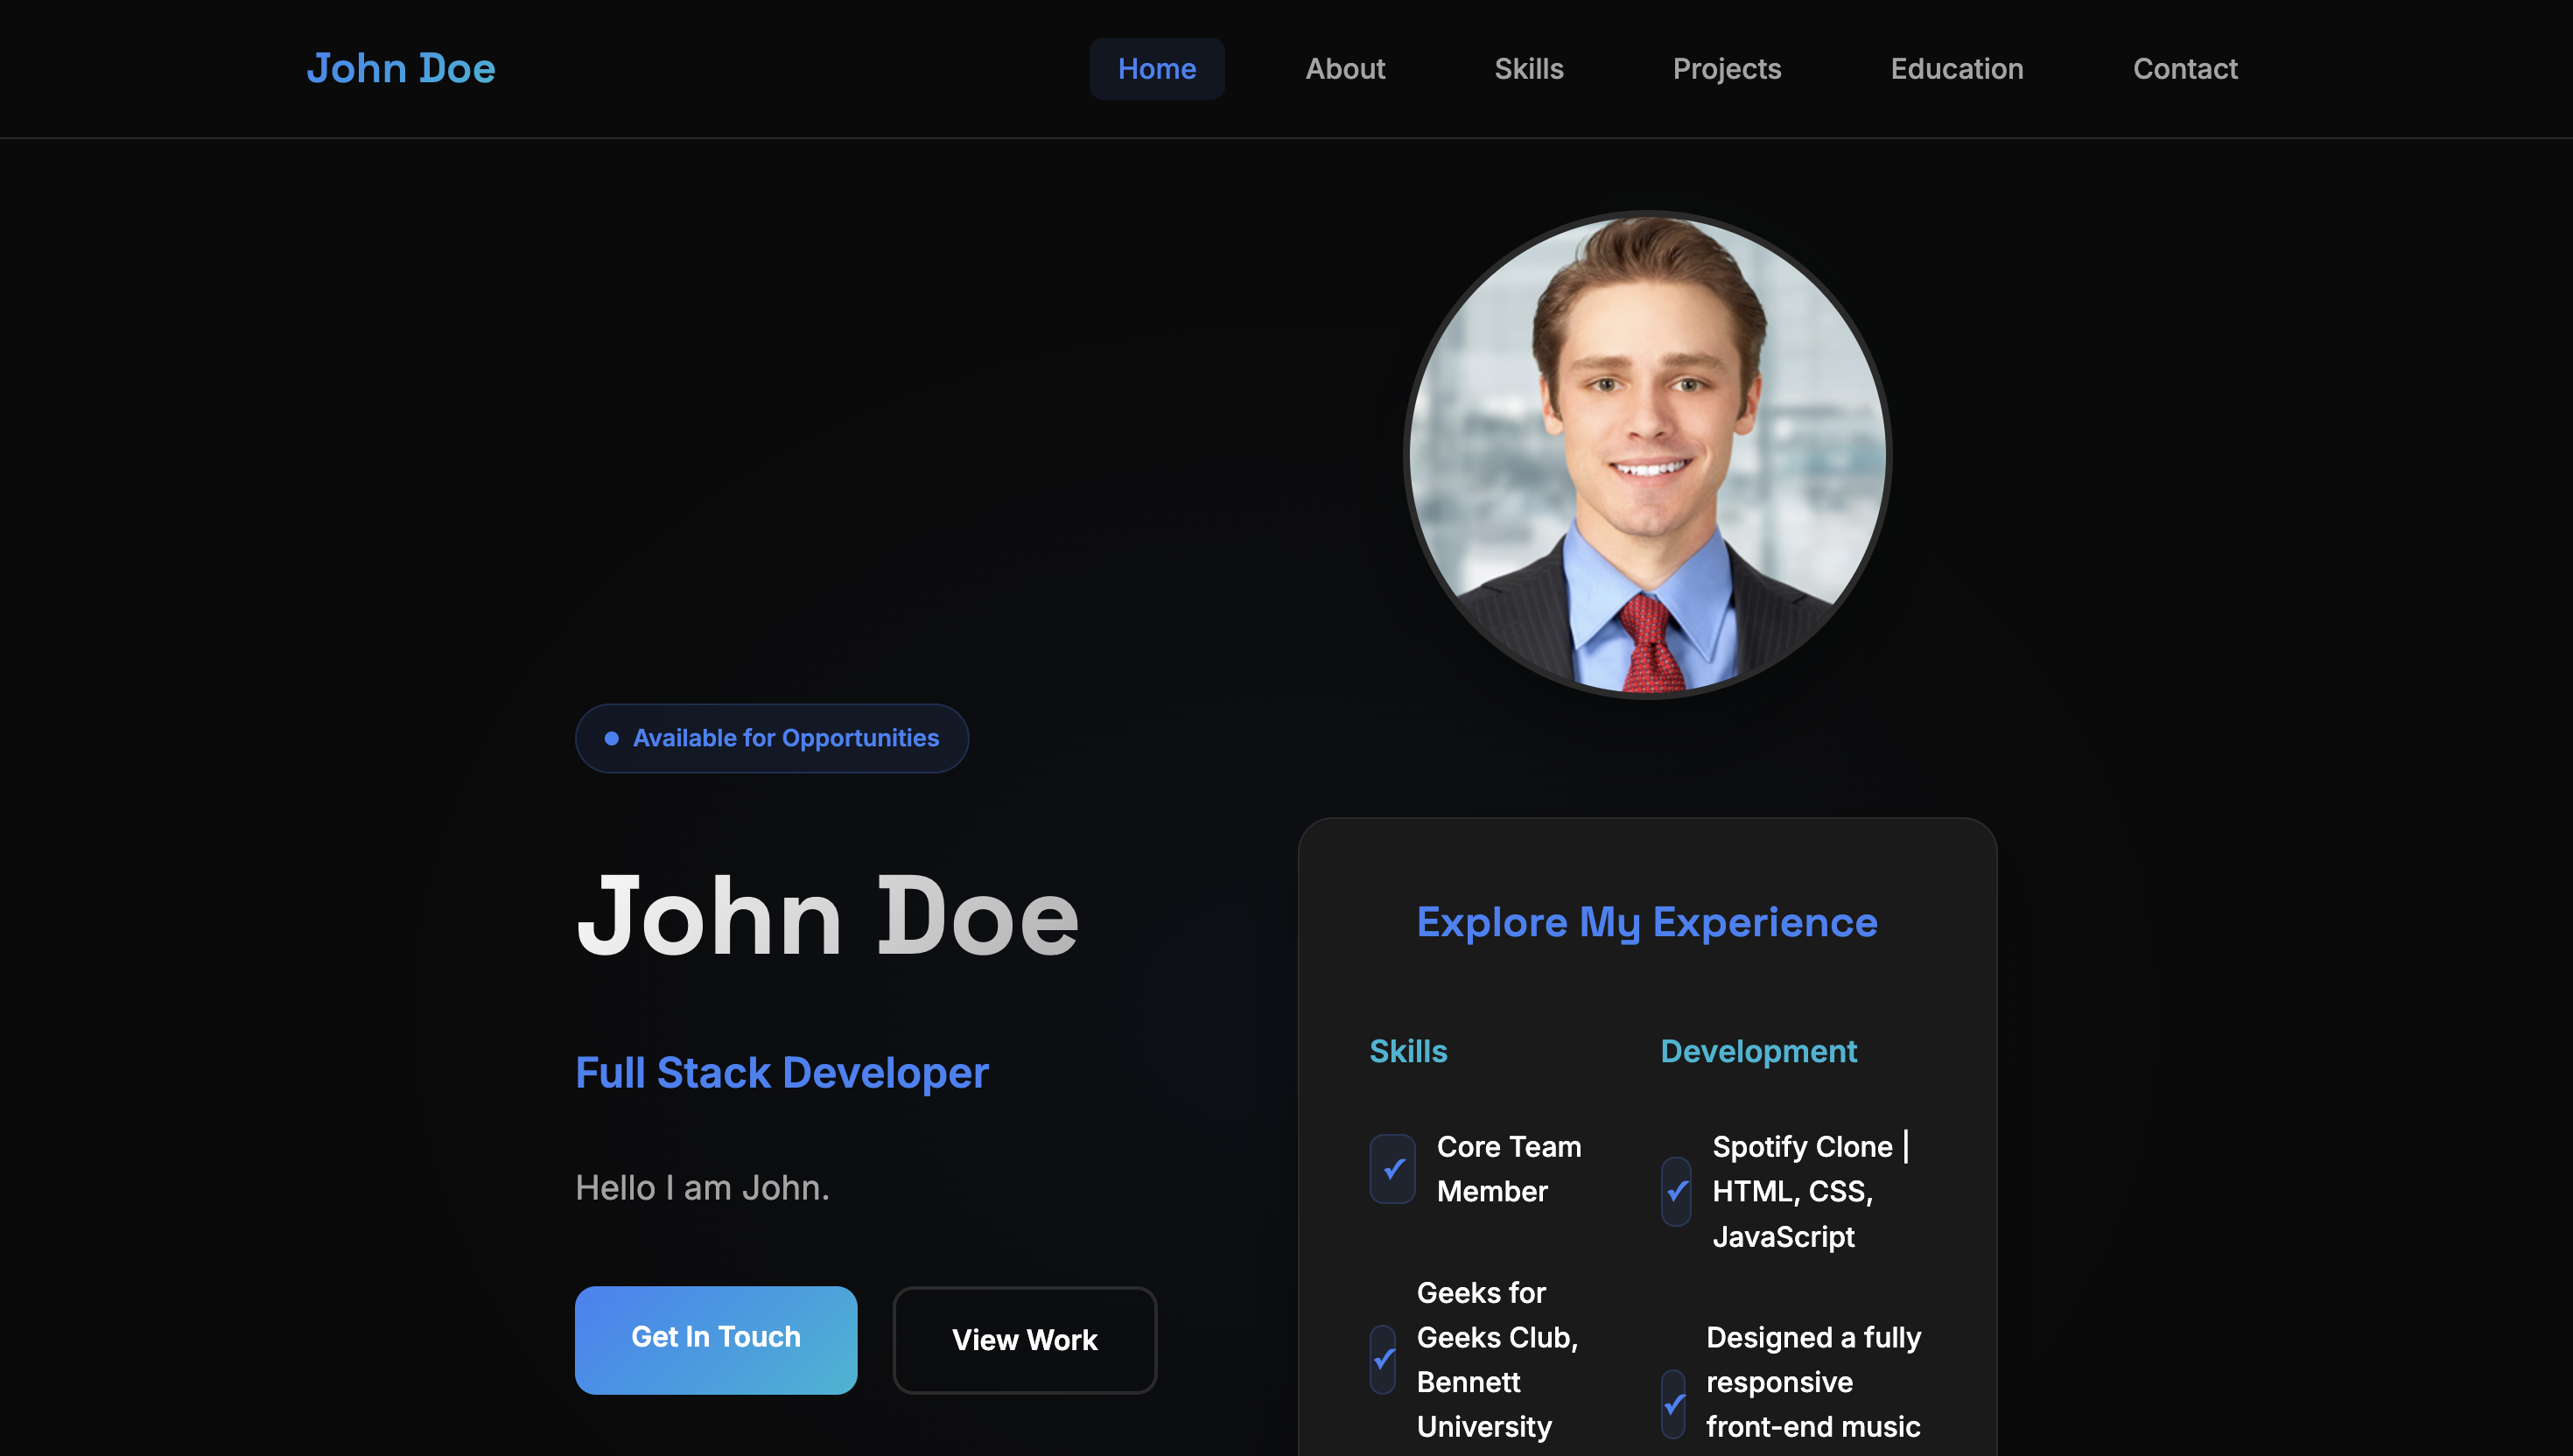 John Doe
Home
About
Skills
Projects
Education
Contact
Available for Opportunities
John Doe
Full Stack Developer
Hello I am John.
Get In Touch
View Work
Explore My Experience
Skills
Core Team
Member
Geeks for
Geeks Club,
Bennett
University
Development
Spotify Clone |
HTML, CSS,
JavaScript
Designed a fully
responsive
front-end music